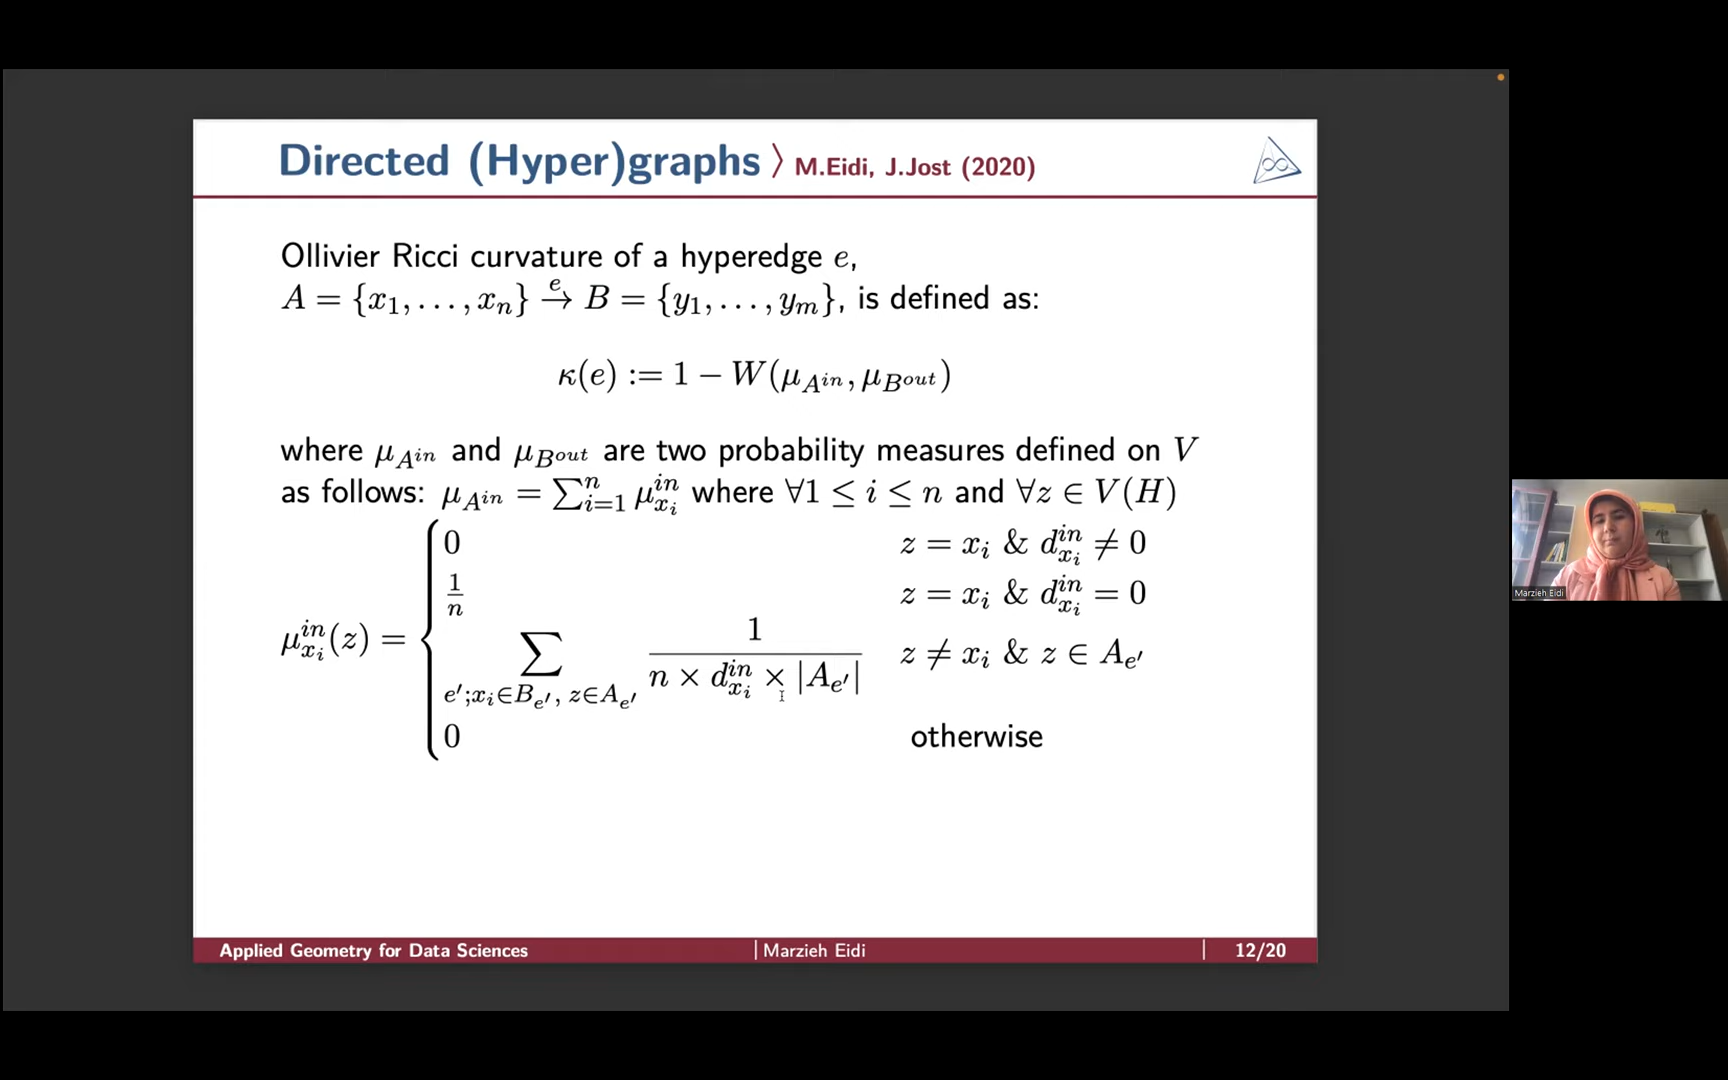 Directed (Hyper)graphs ⟩ M.Eidi, J.Jost (2020)
Ollivier Ricci curvature of a hyperedge e,
A = {x₁, . . . , xₙ} →ᵉ B = {y₁, . . . , yₘ}, is defined as:
κ(e) := 1 − W(μ_{A^{in}}, μ_{B^{out}})
where μ_{A^{in}} and μ_{B^{out}} are two probability measures defined on V
as follows: μ_{A^{in}} = ∑_{i=1}^{n} μ_{x_i}^{in} where ∀1 ≤ i ≤ n and ∀z ∈ V(H)
0 z = x_i & d_{x_i}^{in} ≠ 0
1/n z = x_i & d_{x_i}^{in} = 0
μ_{x_i}^{in}(z) = { ∑_{e′;x_i∈B_{e′}, z∈A_{e′}} 1/(n × d_{x_i}^{in} × |A_{e′}|) z ≠ x_i & z ∈ A_{e′}
0 otherwise
Applied Geometry for Data Sciences | Marzieh Eidi | 12/20
Marzieh Eidi